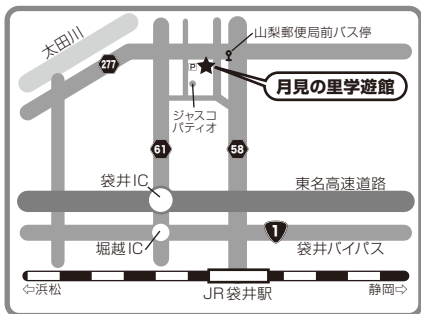 山梨郵便局前バス停
太田川
277
P
月見の里学遊館
ジャスコ
パティオ
61
58
袋井IC
東名高速道路
1
堀越IC
袋井バイパス
⇦浜松
JR袋井駅
静岡⇨